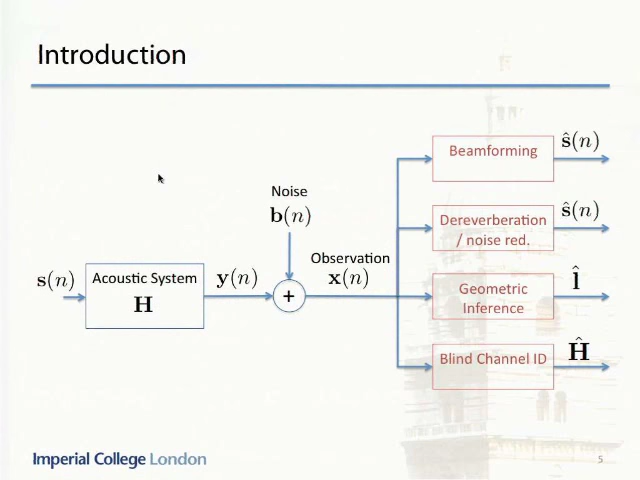 Introduction
Beamforming
ŝ(n)
Noise
b(n)
Dereverberation
/ noise red.
ŝ(n)
Observation
x(n)
s(n)
Acoustic System
H
y(n)
+
Geometric
Inference
l̂
Blind Channel ID
Ĥ
Imperial College London
5